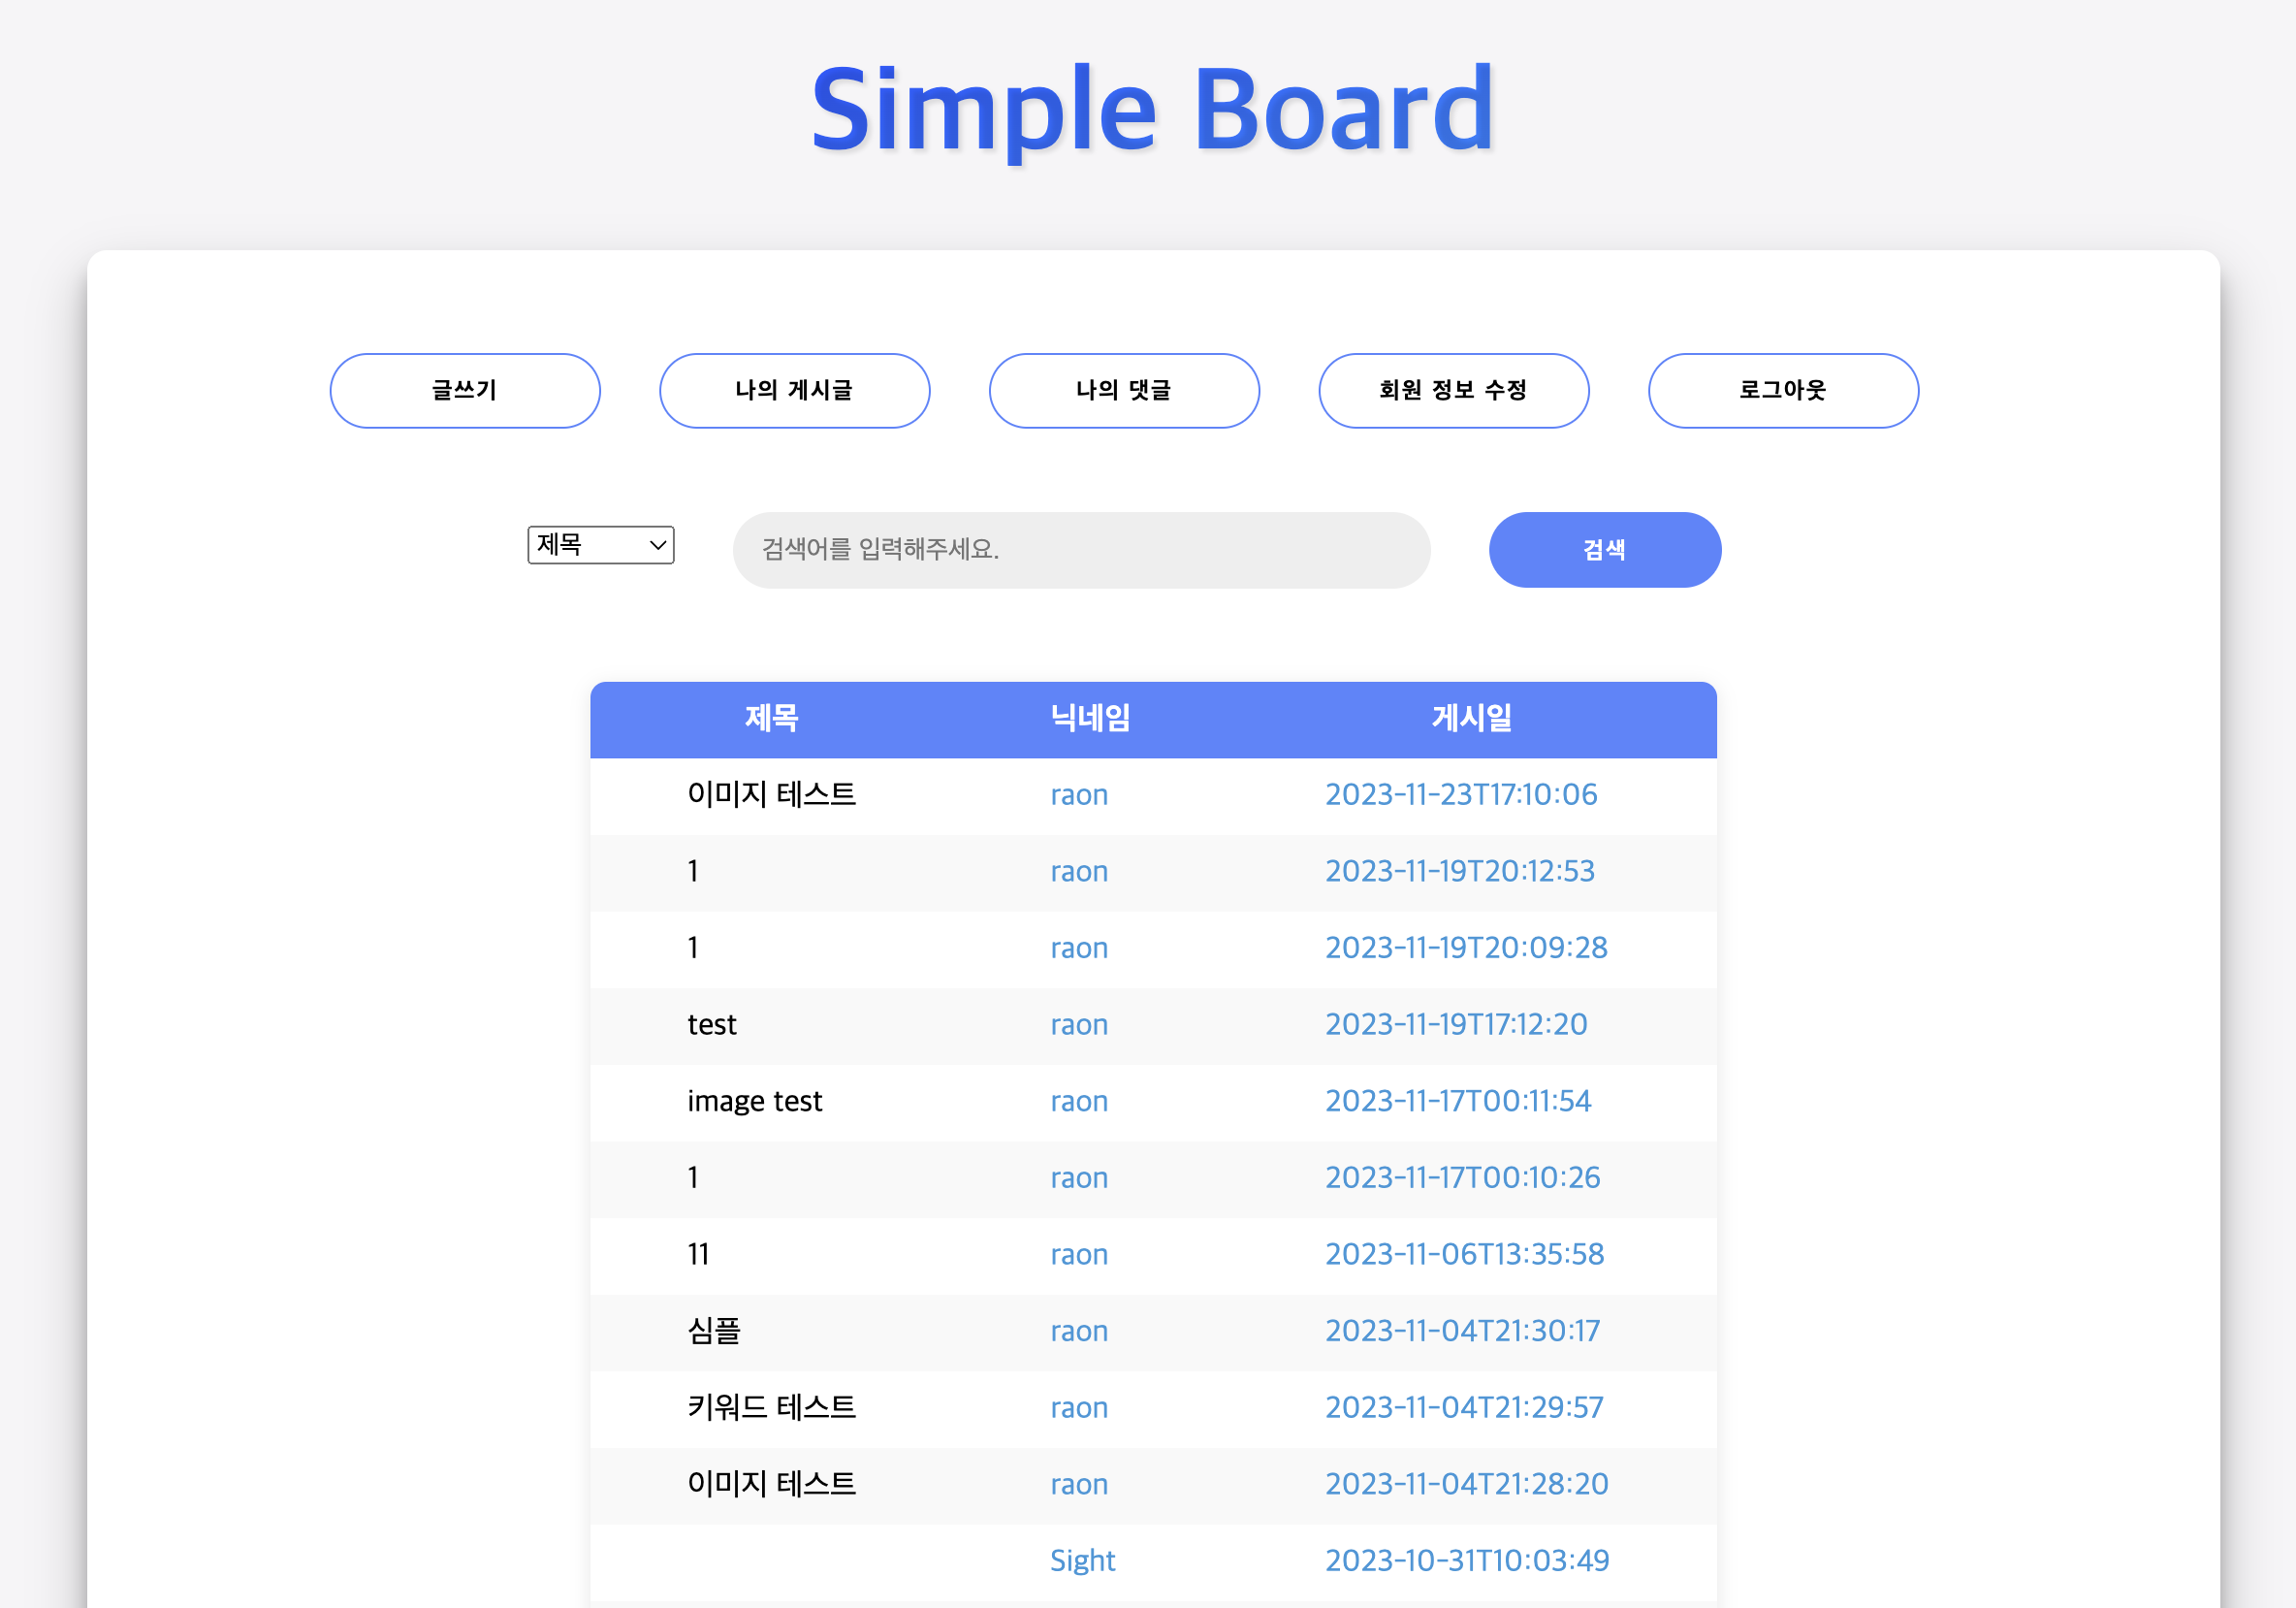 Simple Board
글쓰기 나의 게시글 나의 댓글 회원 정보 수정 로그아웃
제목 검색어를 입력해주세요. 검색
제목 닉네임 게시일
이미지 테스트 raon 2023-11-23T17:10:06
1 raon 2023-11-19T20:12:53
1 raon 2023-11-19T20:09:28
test raon 2023-11-19T17:12:20
image test raon 2023-11-17T00:11:54
1 raon 2023-11-17T00:10:26
11 raon 2023-11-06T13:35:58
심플 raon 2023-11-04T21:30:17
키워드 테스트 raon 2023-11-04T21:29:57
이미지 테스트 raon 2023-11-04T21:28:20
Sight 2023-10-31T10:03:49